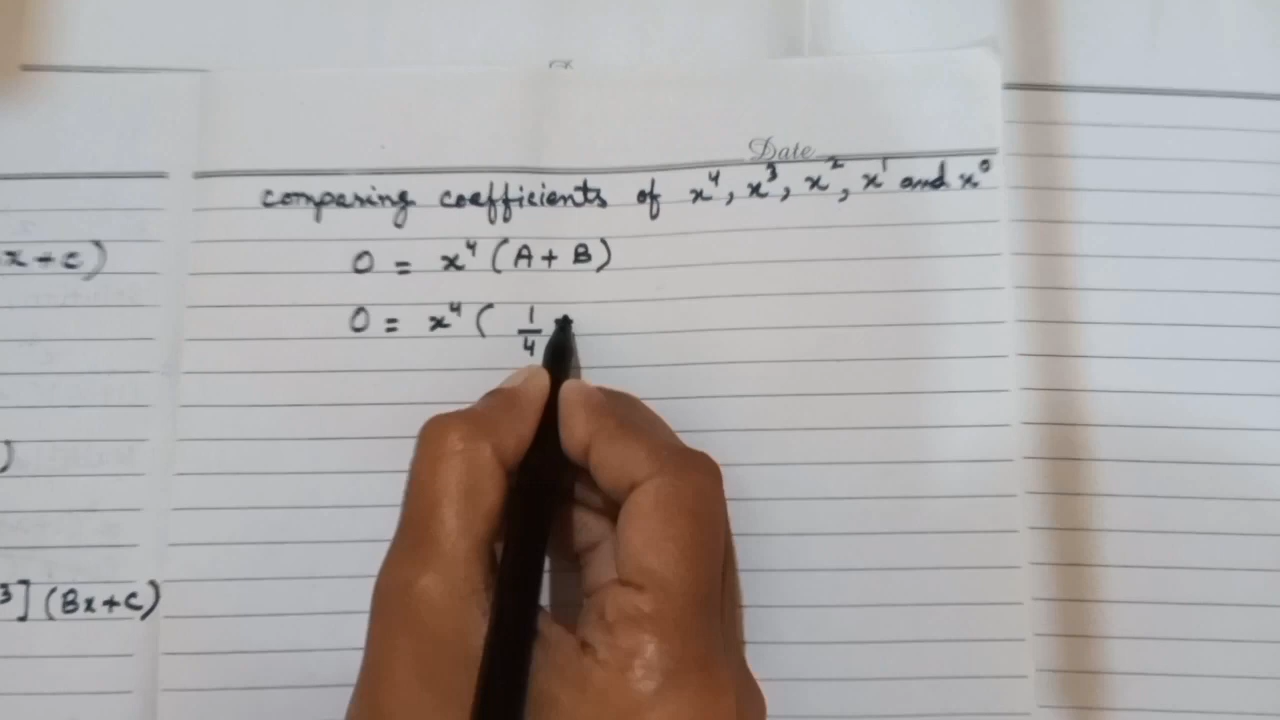 Date
comparing coefficients of x⁴, x³, x², x¹ and x⁰
x + c)
0 = x⁴ (A + B)
0 = x⁴ ( 1/4
)
³] (Bx + C)